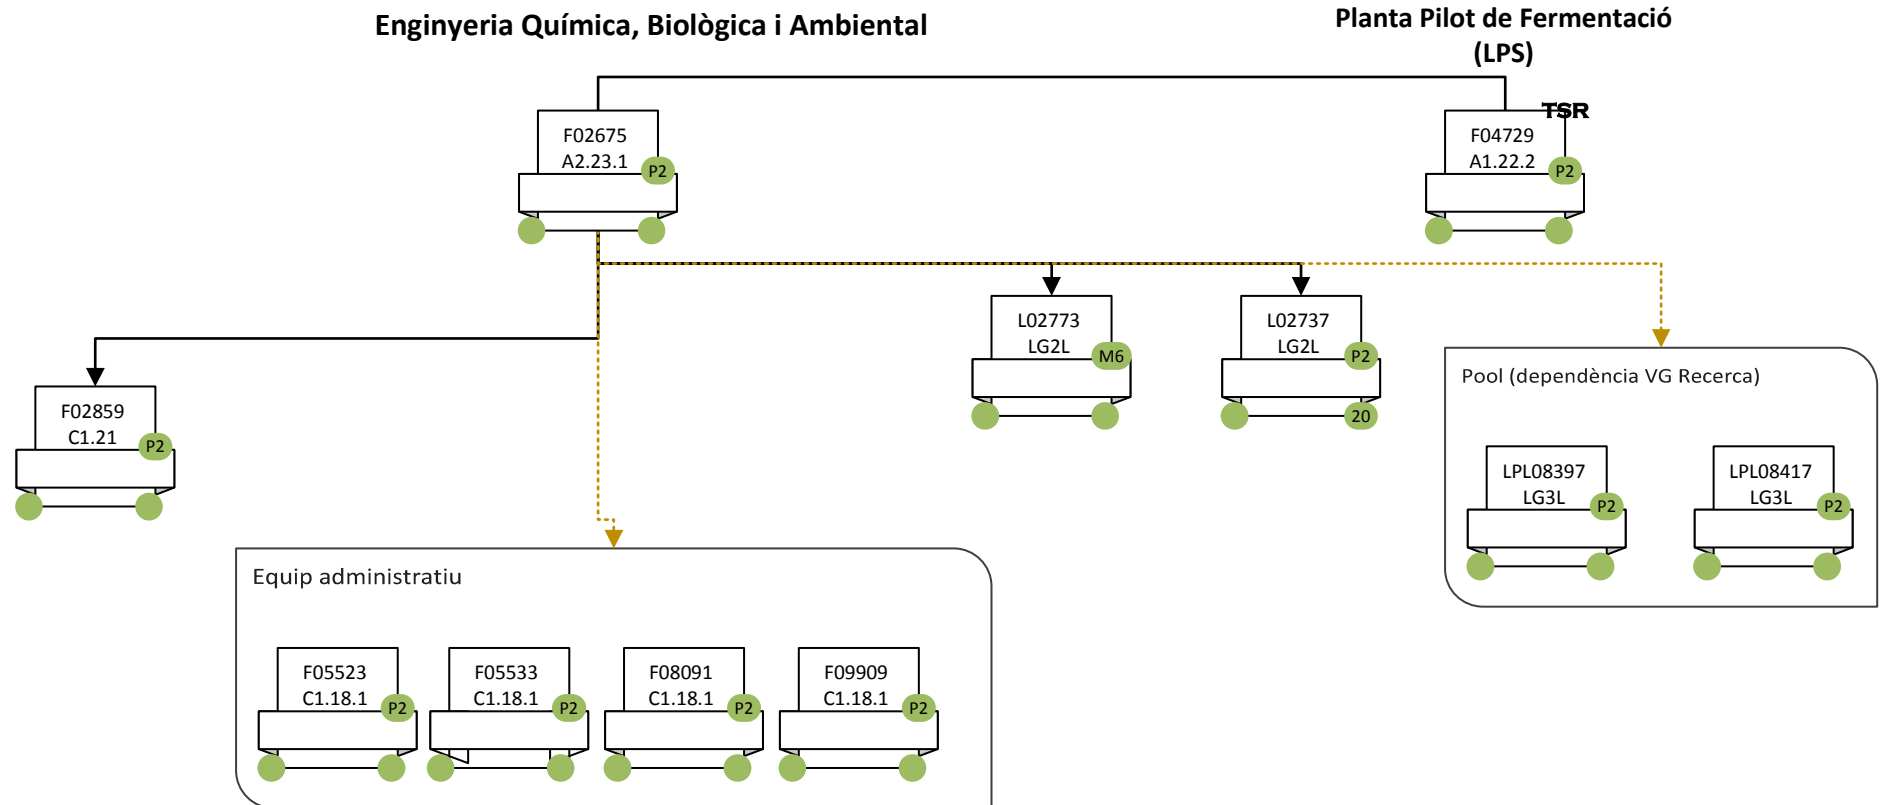 Enginyeria Química, Biològica i Ambiental
Planta Pilot de Fermentació
(LPS)
F02675
A2.23.1
P2
TSR
F04729
A1.22.2
P2
L02773
LG2L
M6
L02737
LG2L
P2
20
F02859
C1.21
P2
Pool (dependència VG Recerca)
LPL08397
LG3L
P2
LPL08417
LG3L
P2
Equip administratiu
F05523
C1.18.1
P2
F05533
C1.18.1
P2
F08091
C1.18.1
P2
F09909
C1.18.1
P2